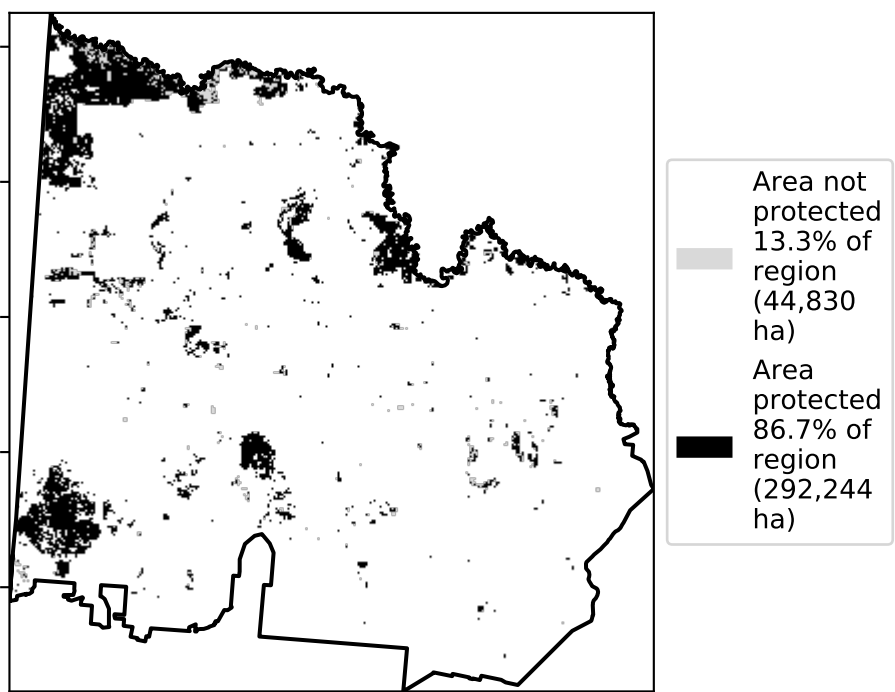 Area not
protected
13.3% of
region
(44,830
ha)
Area
protected
86.7% of
region
(292,244
ha)